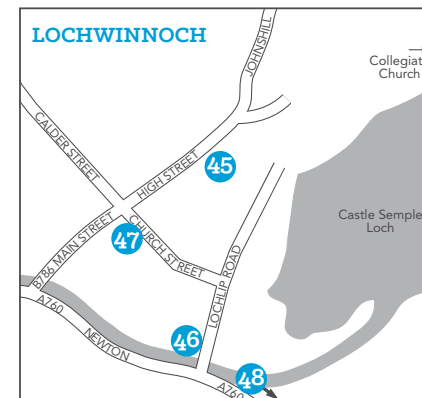 LOCHWINNOCH
JOHNSHILL
Collegiat
Church
CALDER STREET
HIGH STREET
45
Castle Semple
Loch
B786 MAIN STREET
47
CHURCH STREET
LOCHLIP ROAD
A760
NEWTON
46
48
A760